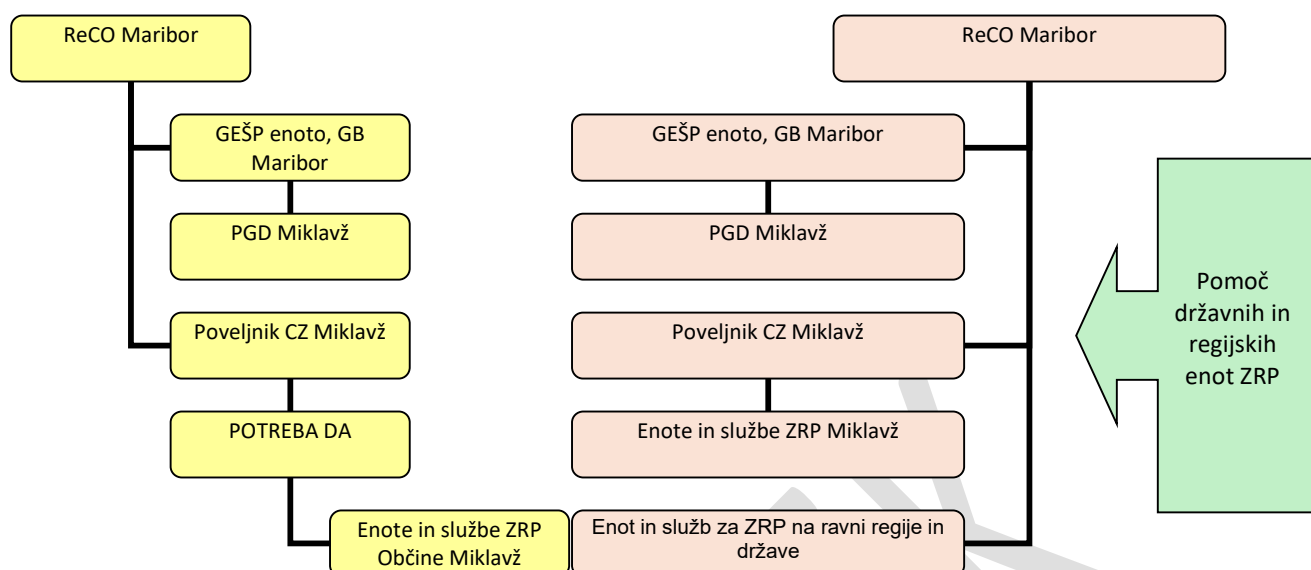 ReCO Maribor
GEŠP enoto, GB
Maribor
PGD Miklavž
Poveljnik CZ Miklavž
POTREBA DA
Enote in službe ZRP
Občine Miklavž
ReCO Maribor
GEŠP enoto, GB Maribor
PGD Miklavž
Poveljnik CZ Miklavž
Enote in službe ZRP Miklavž
Enot in služb za ZRP na ravni regije in
države
Pomoč
državnih in
regijskih
enot ZRP